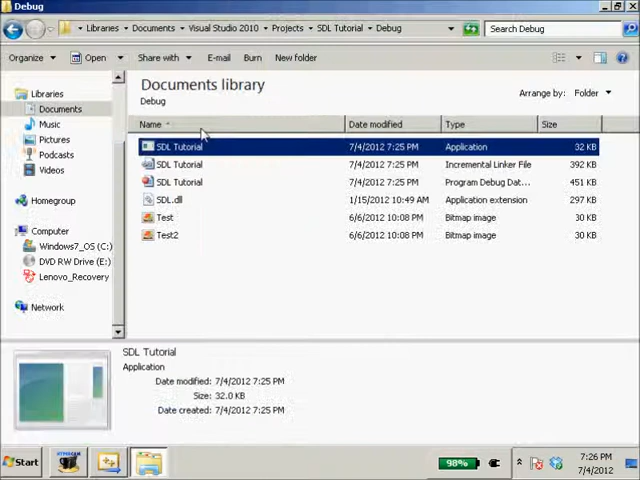 Debug
Libraries ▸ Documents ▸ Visual Studio 2010 ▸ Projects ▸ SDL Tutorial ▸ Debug
Search Debug
Organize Open Share with E-mail Burn New folder
Libraries
Documents
Music
Pictures
Podcasts
Videos
Homegroup
Computer
Windows7_OS (C:)
DVD RW Drive (E:)
Lenovo_Recovery
Network
Documents library
Debug
Arrange by: Folder
Name Date modified Type Size
SDL Tutorial 7/4/2012 7:25 PM Application 32 KB
SDL Tutorial 7/4/2012 7:25 PM Incremental Linker File 392 KB
SDL Tutorial 7/4/2012 7:25 PM Program Debug Dat... 451 KB
SDL.dll 1/15/2012 10:49 AM Application extension 297 KB
Test 6/6/2012 10:08 PM Bitmap image 30 KB
Test2 6/6/2012 10:08 PM Bitmap image 30 KB
SDL Tutorial
Application
Date modified: 7/4/2012 7:25 PM
Size: 32.0 KB
Date created: 7/4/2012 7:25 PM
Start
98%
7:26 PM
7/4/2012